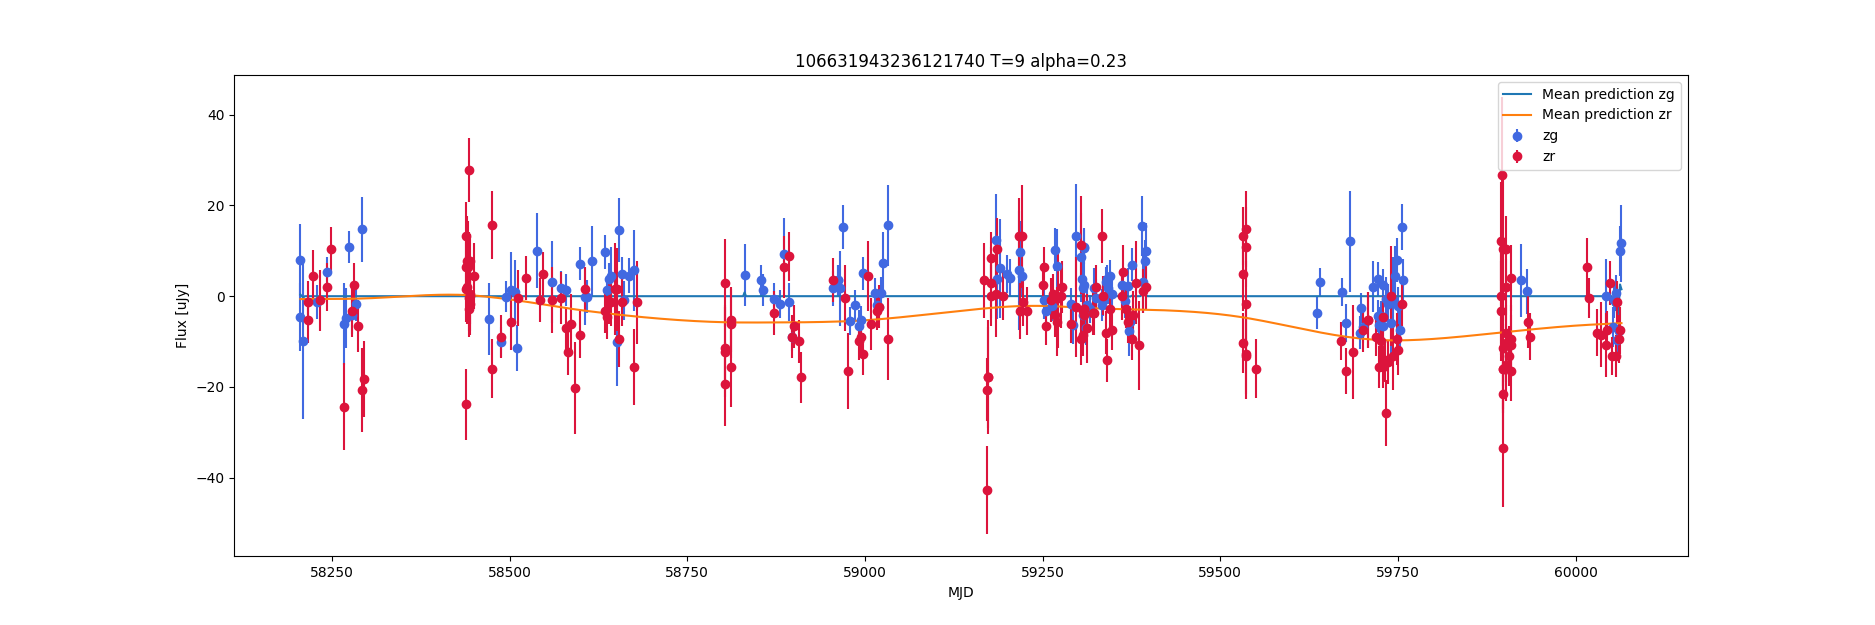 106631943236121740 T=9 alpha=0.23
Mean prediction zg
Mean prediction zr
zg
zr
40
20
0
−20
−40
Flux [uJy]
58250 58500 58750 59000 59250 59500 59750 60000
MJD